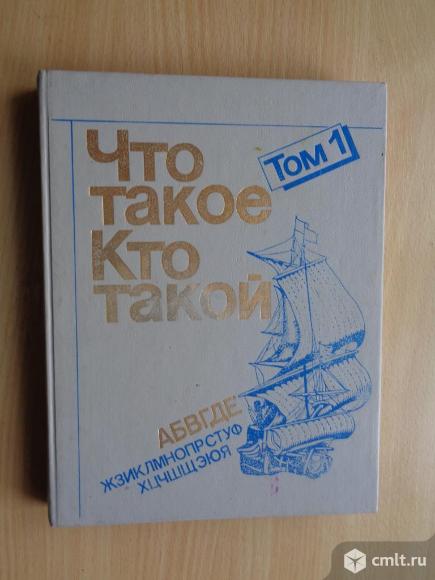 Что
такое
Кто
такой
Том 1
АБВГДЕ
ЖЗИКЛМНОПРСТУФ
ХЦЧШЩЭЮЯ
cmlt.ru